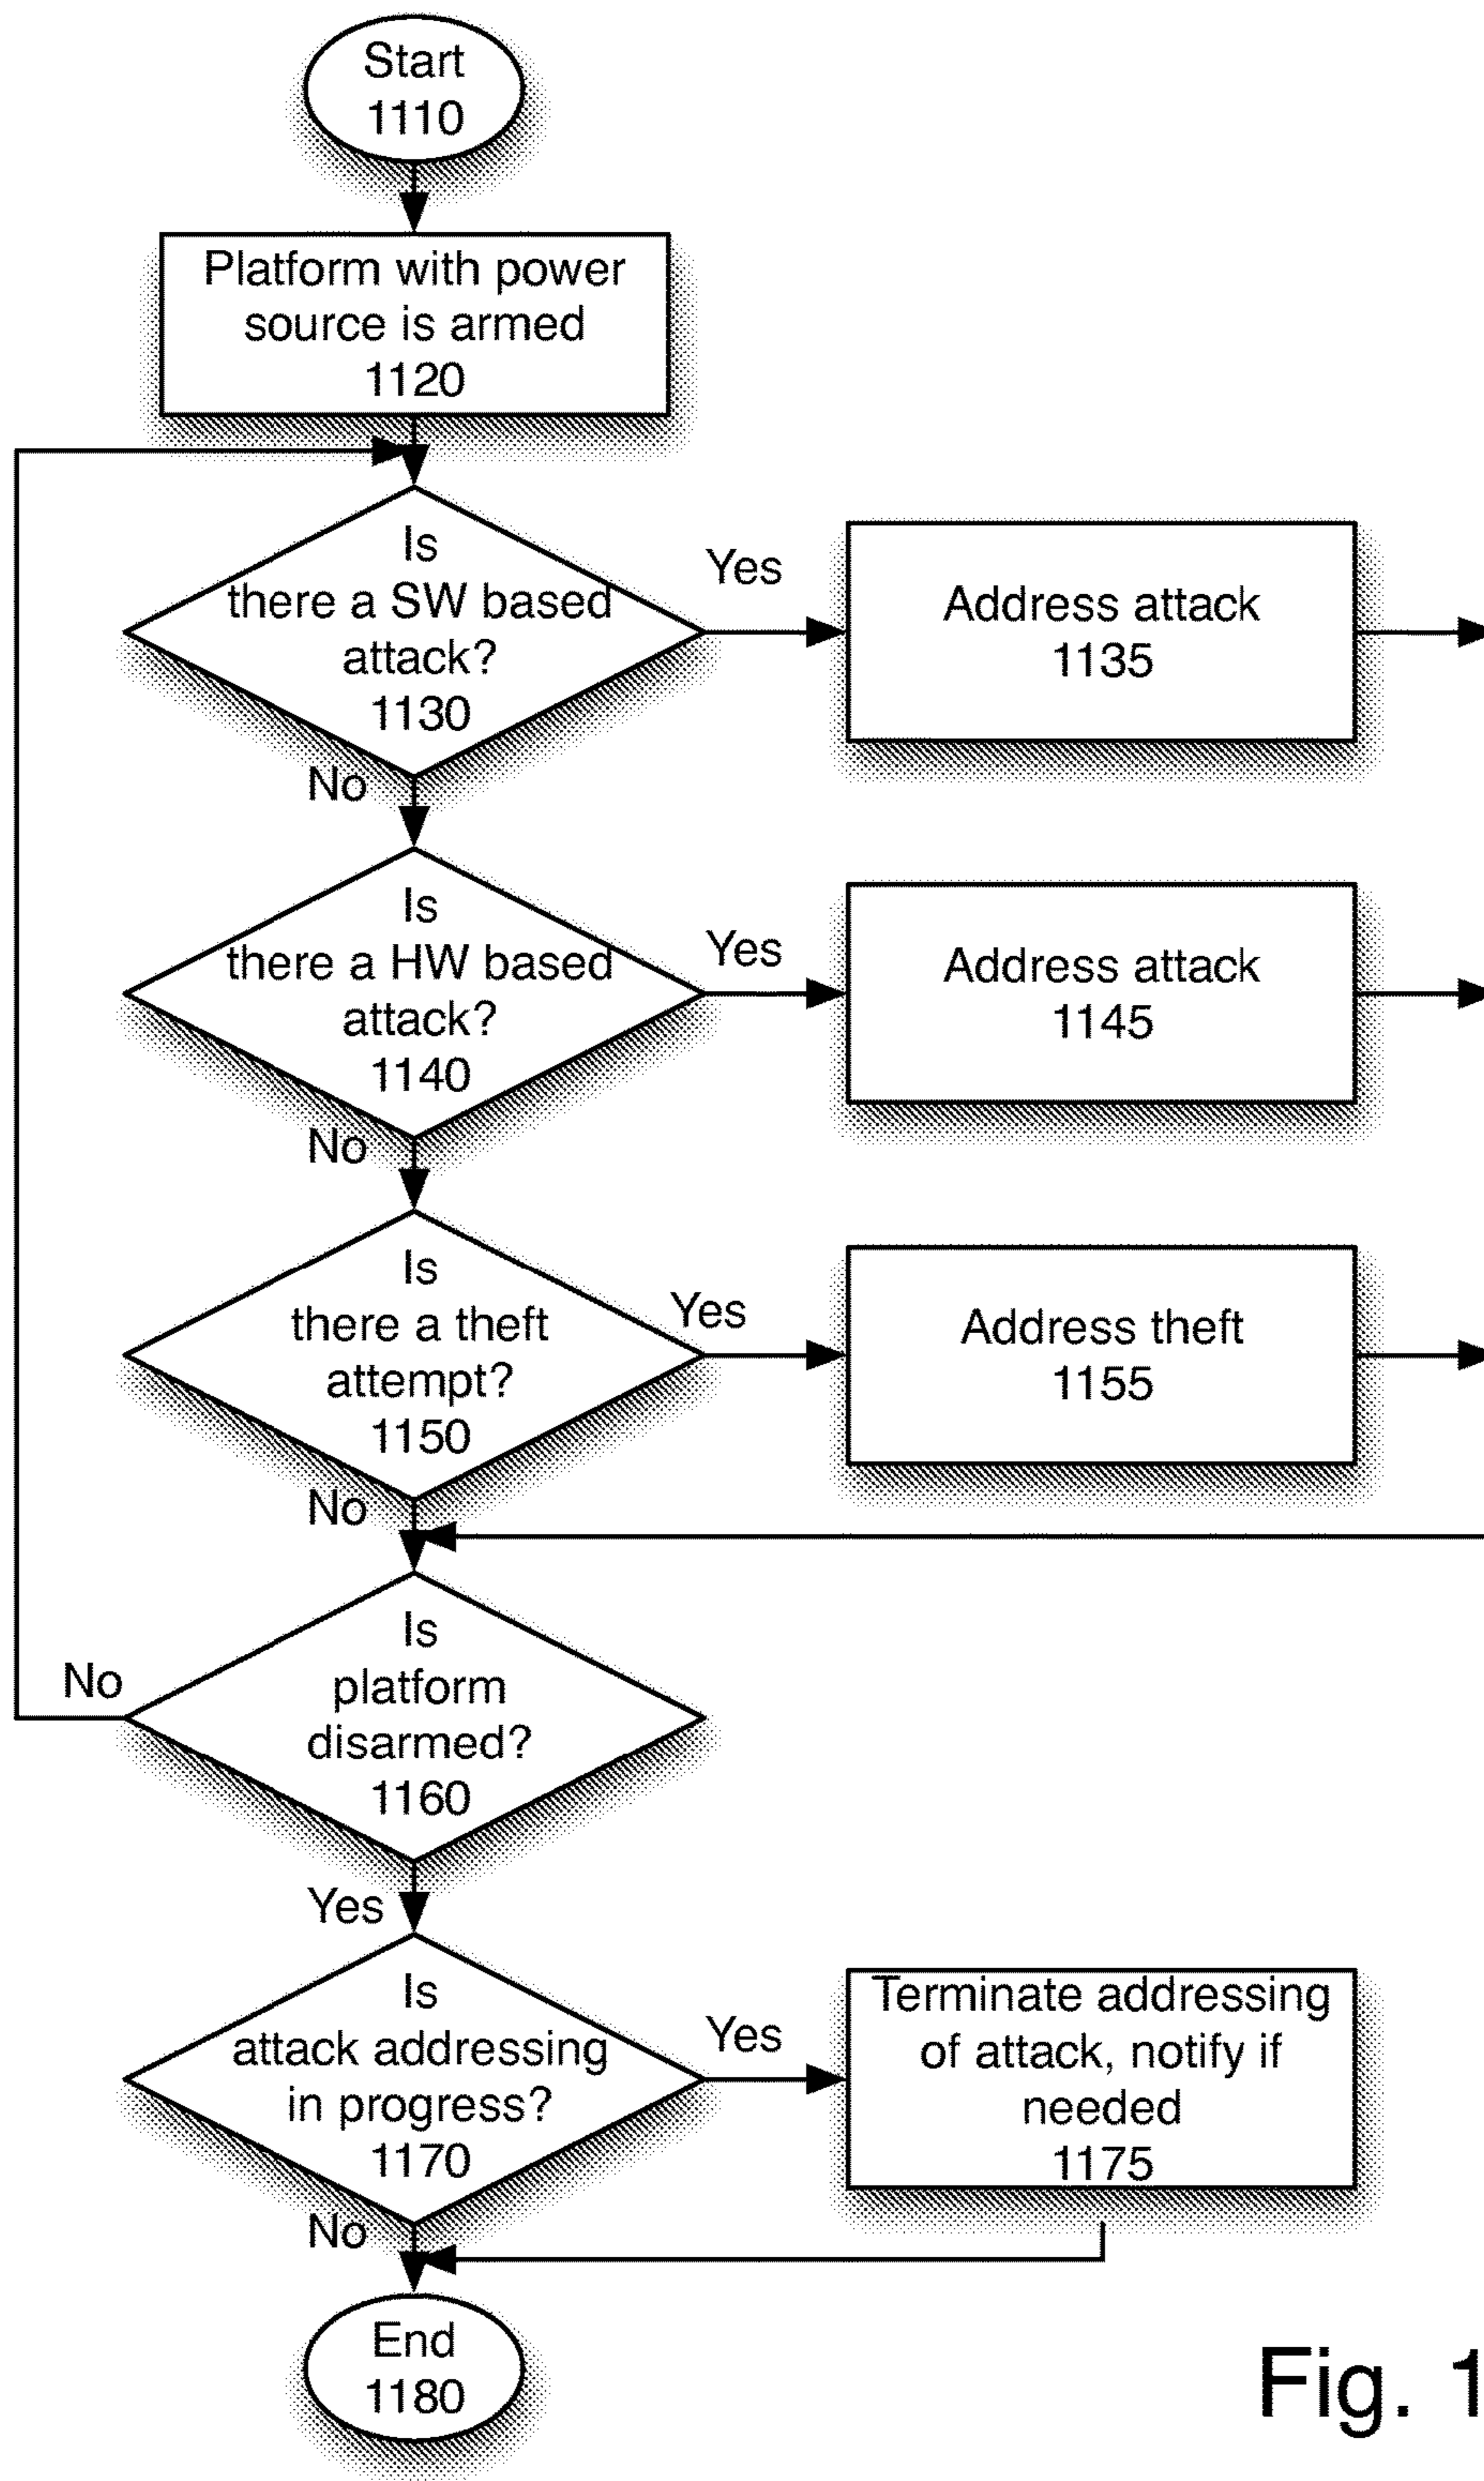 Start
1110
Platform with power
source is armed
1120
Is
there a SW based
attack?
1130
Yes
Address attack
1135
No
Is
there a HW based
attack?
1140
Yes
Address attack
1145
No
Is
there a theft
attempt?
1150
Yes
Address theft
1155
No
Is
platform
disarmed?
1160
No
Yes
Is
attack addressing
in progress?
1170
Yes
Terminate addressing
of attack, notify if
needed
1175
No
End
1180
Fig. 1